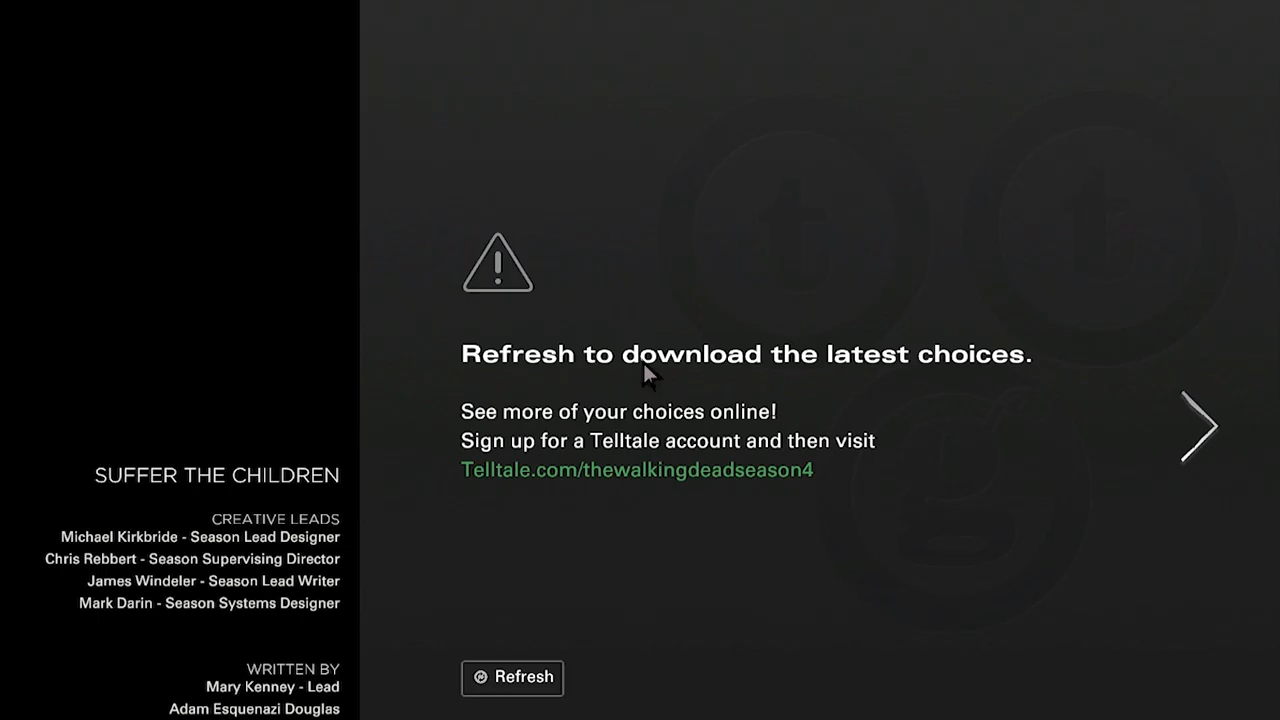 SUFFER THE CHILDREN
CREATIVE LEADS
Michael Kirkbride - Season Lead Designer
Chris Rebbert - Season Supervising Director
James Windeler - Season Lead Writer
Mark Darin - Season Systems Designer
WRITTEN BY
Mary Kenney - Lead
Adam Esquenazi Douglas
Refresh to download the latest choices.
See more of your choices online!
Sign up for a Telltale account and then visit
Telltale.com/thewalkingdeadseason4
Refresh
t t
g